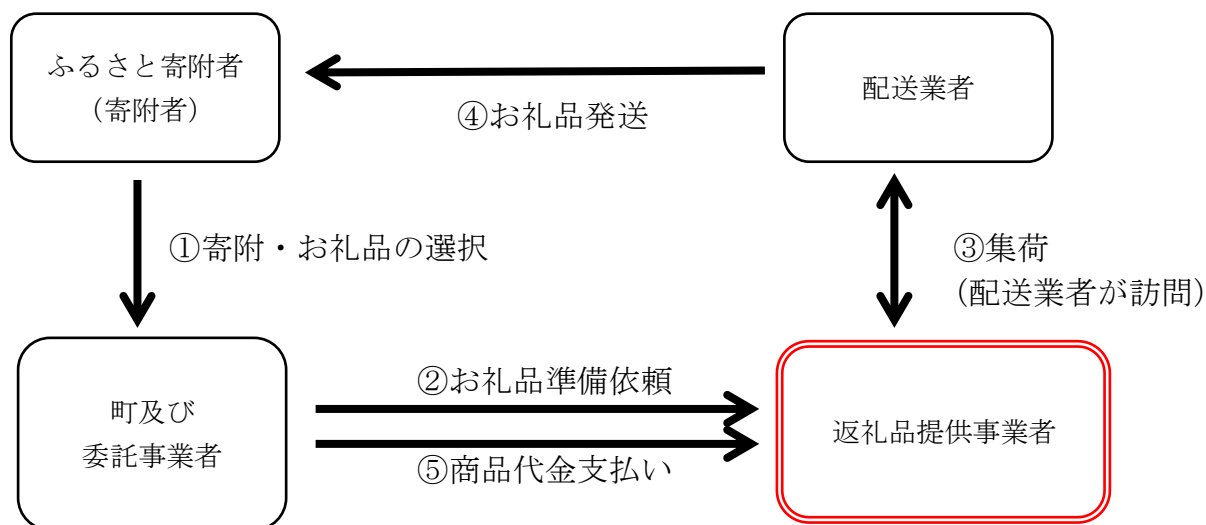 ふるさと寄附者
（寄附者）
配送業者
④お礼品発送
①寄附・お礼品の選択
③集荷
（配送業者が訪問）
町及び
委託事業者
②お礼品準備依頼
⑤商品代金支払い
返礼品提供事業者